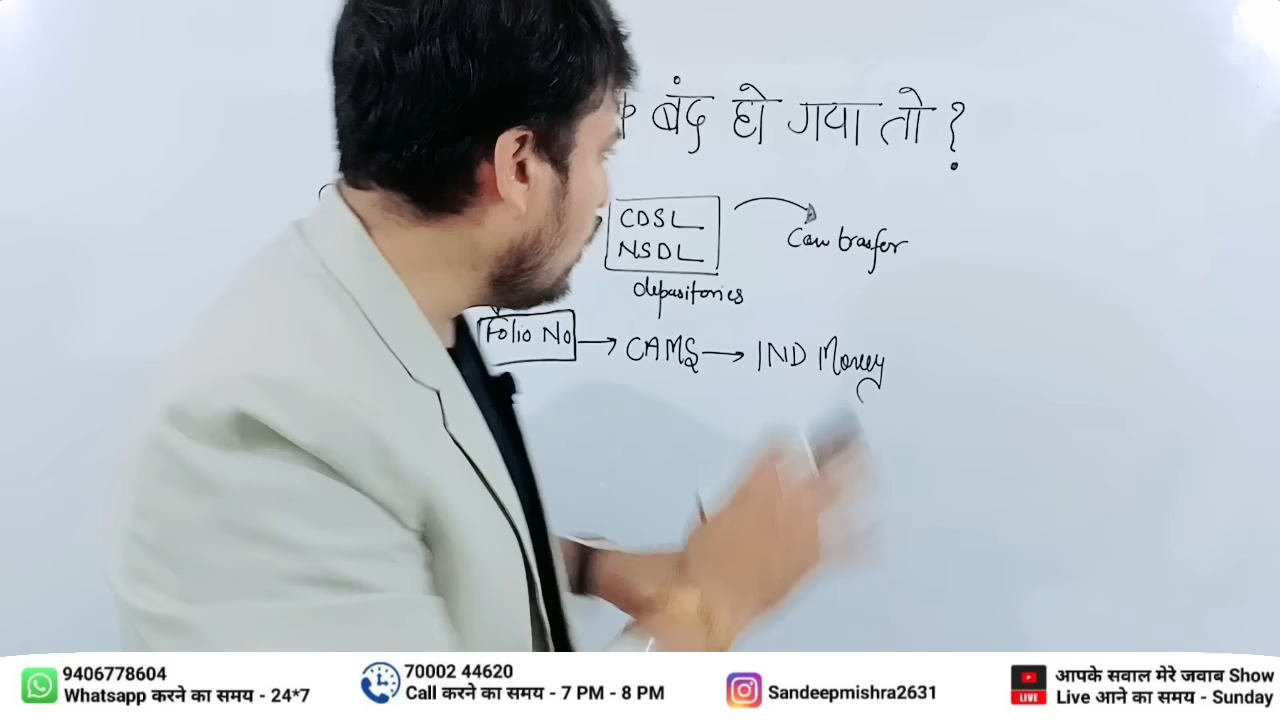 बंद हो गया तो ?
CDSL
NSDL
Can trasfer
depositories
Folio No → CAMS → IND Money
9406778604
Whatsapp करने का समय - 24*7
70002 44620
Call करने का समय - 7 PM - 8 PM
Sandeepmishra2631
LIVE
आपके सवाल मेरे जवाब Show
Live आने का समय - Sunday